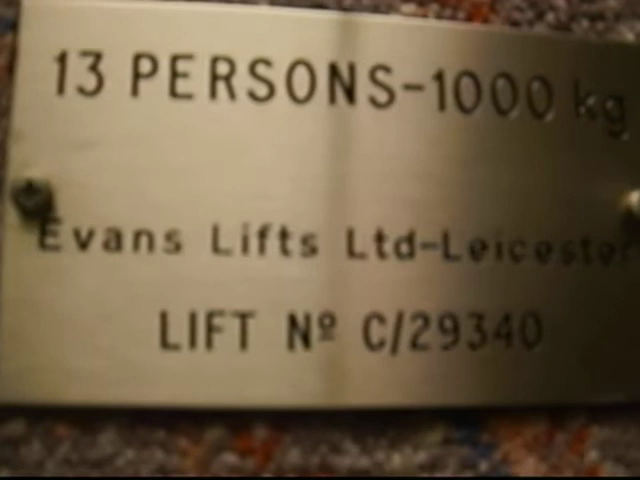 13 PERSONS-1000 kg
Evans Lifts Ltd-Leicester
LIFT Nº C/29340